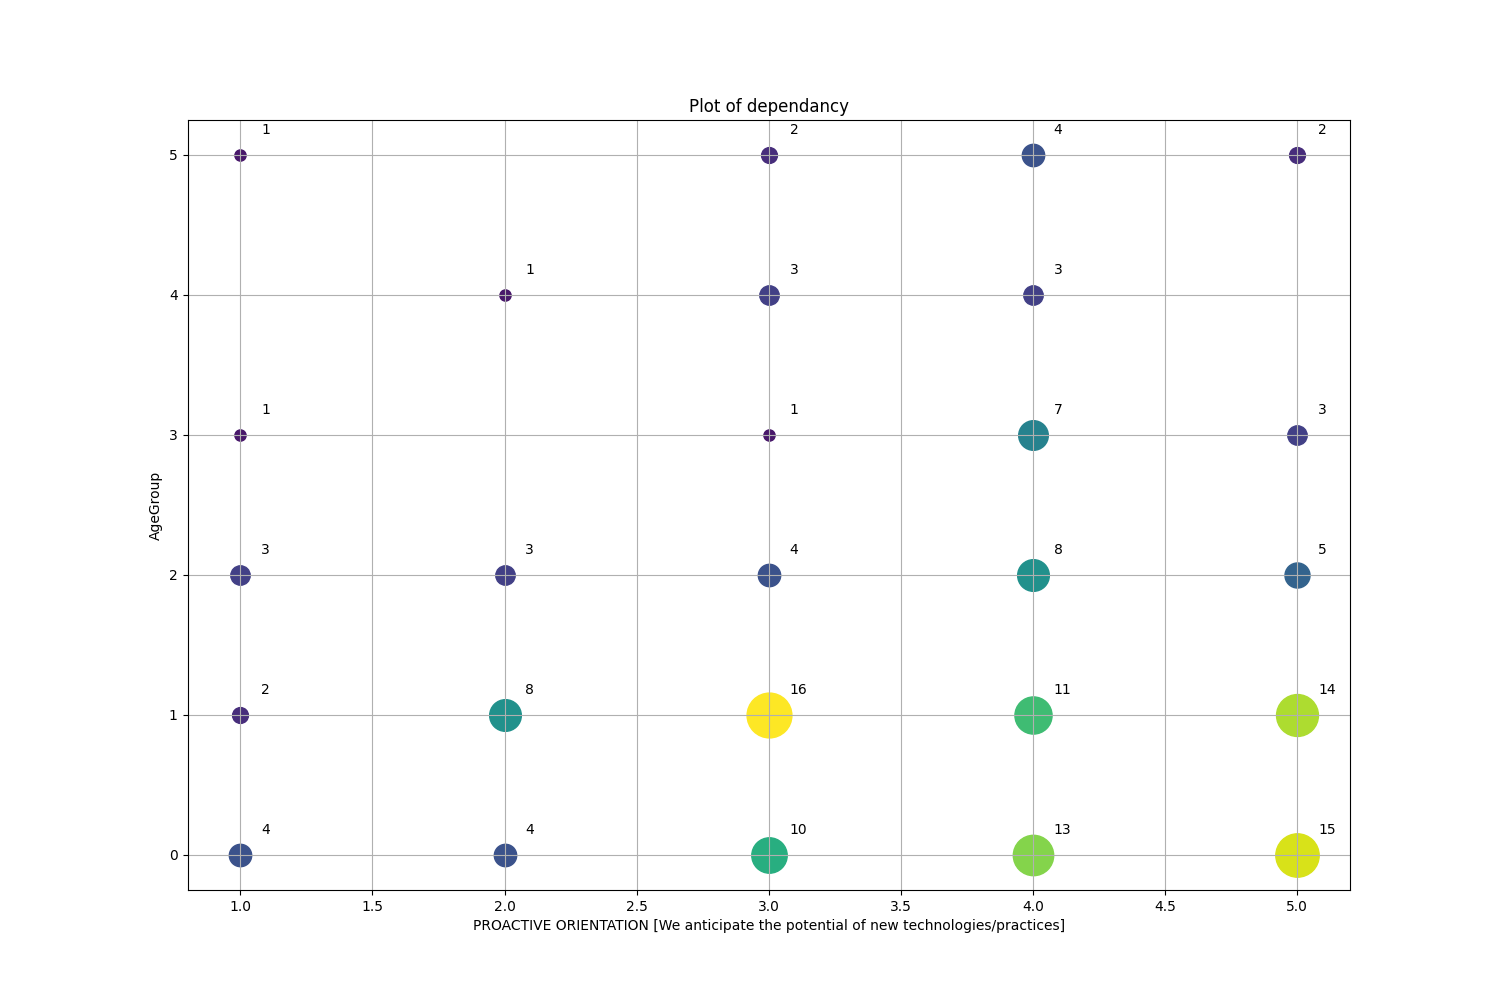 Plot of dependancy
1 2 4 2
5
1 3 3
4
1 1 7 3
3
AgeGroup
3 3 4 8 5
2
2 8 16 11 14
1
4 4 10 13 15
0
1.0 1.5 2.0 2.5 3.0 3.5 4.0 4.5 5.0
PROACTIVE ORIENTATION [We anticipate the potential of new technologies/practices]